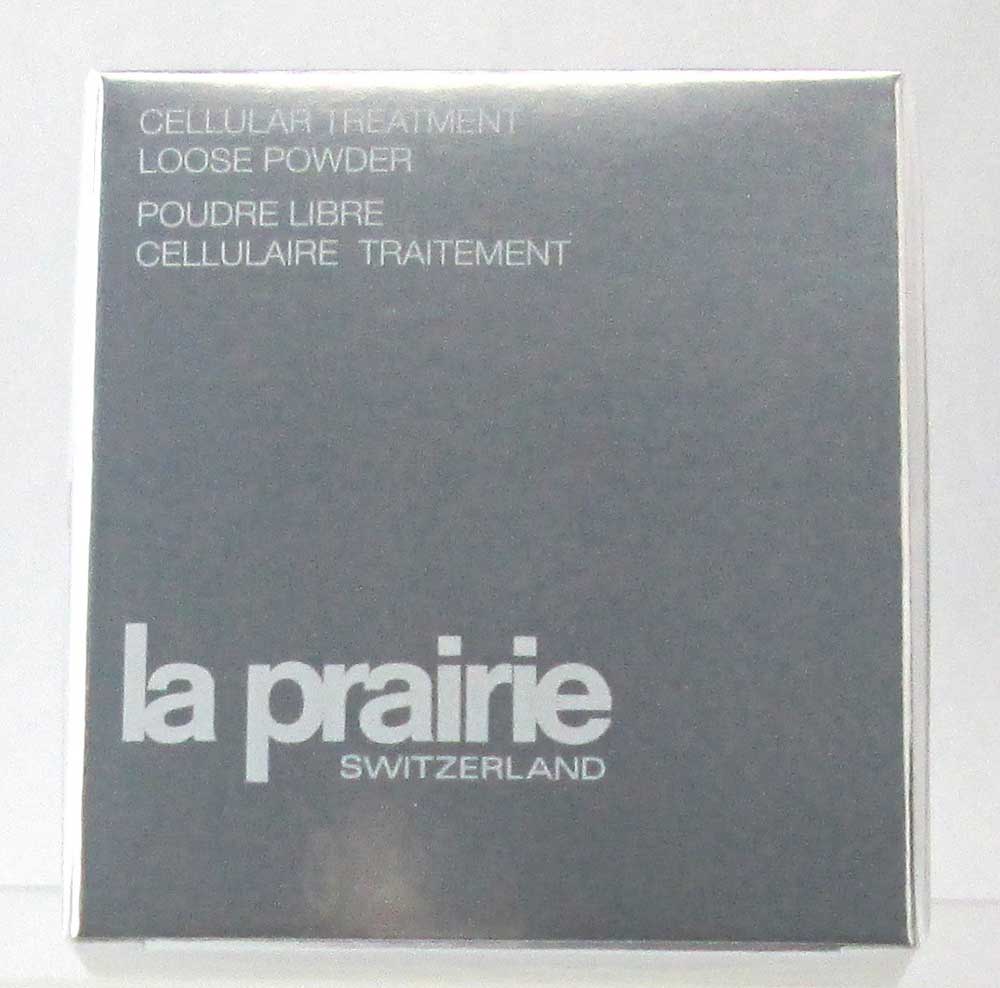 CELLULAR TREATMENT
LOOSE POWDER
POUDRE LIBRE
CELLULAIRE TRAITEMENT
la prairie
SWITZERLAND